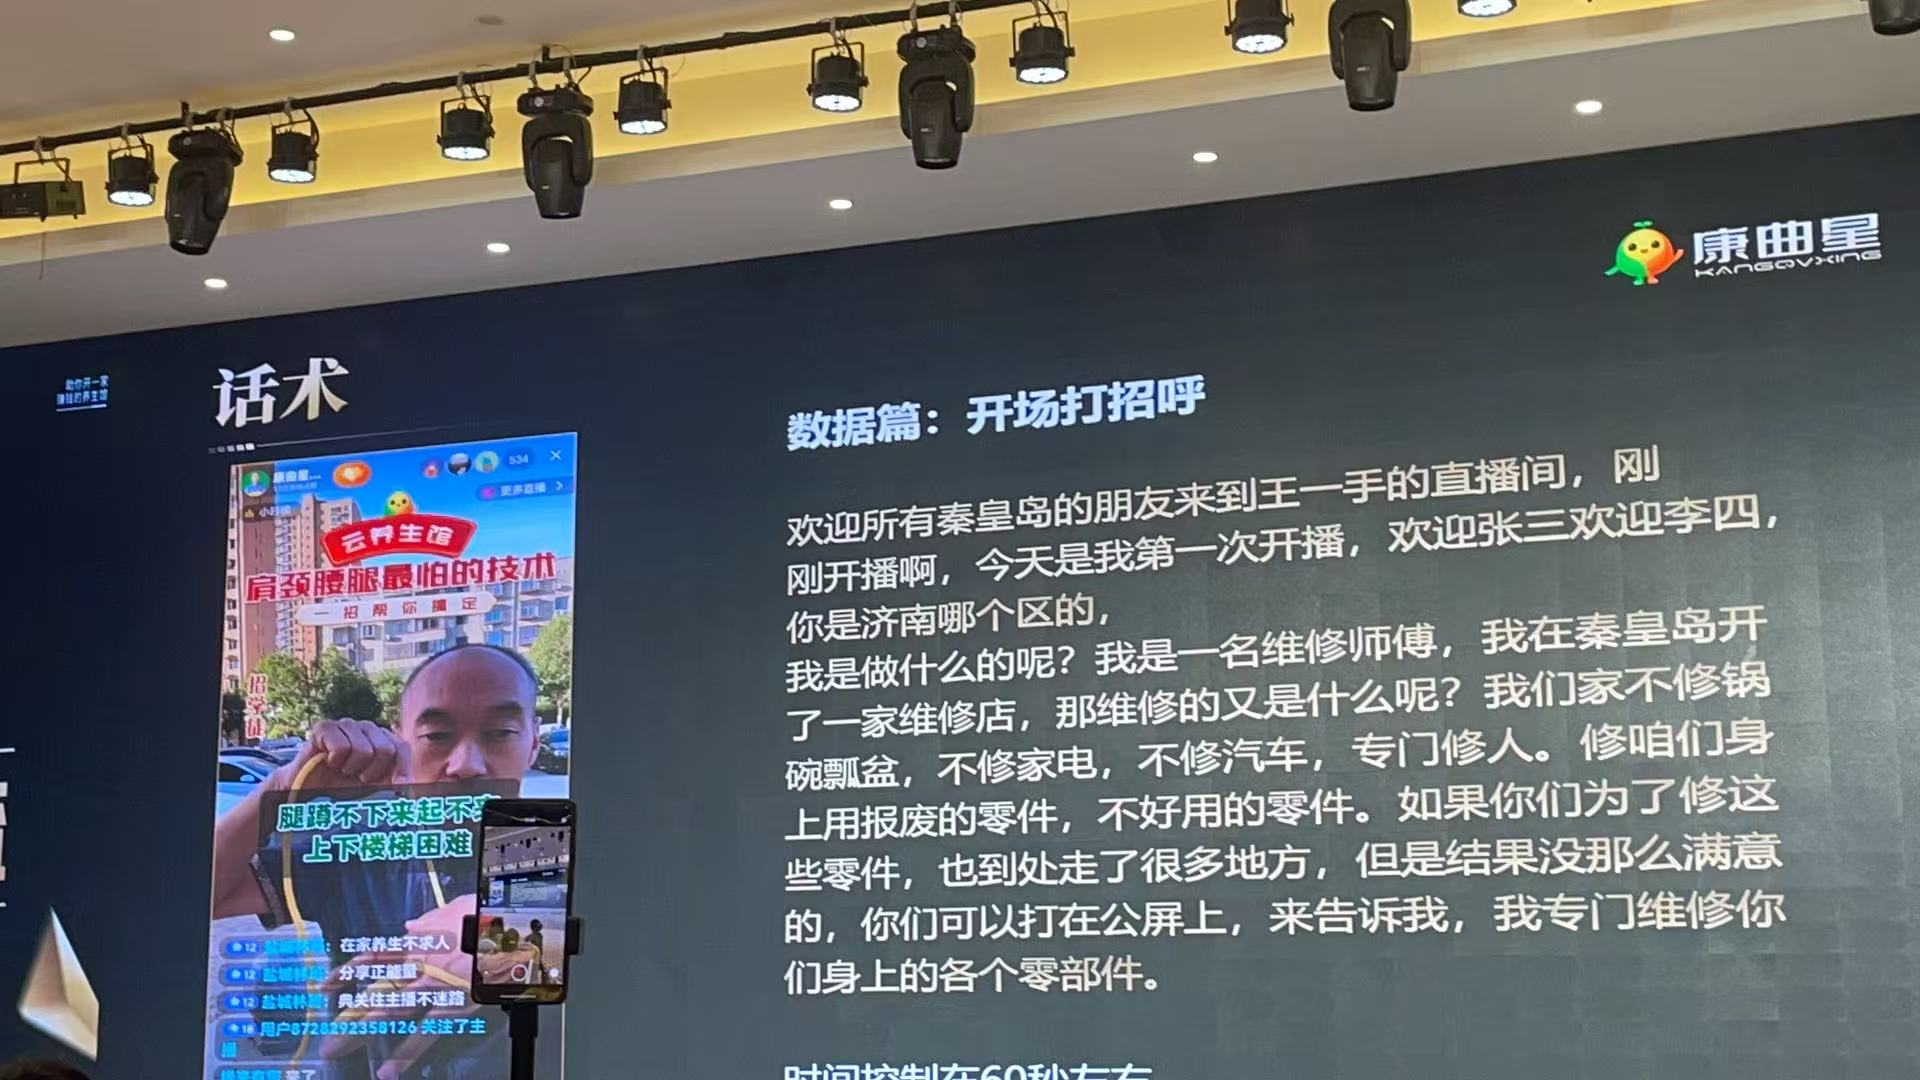 康曲星
KANGQVXING
助你开一家
赚钱的养生馆
话术
数据篇：开场打招呼
欢迎所有秦皇岛的朋友来到王一手的直播间，刚
刚开播啊，今天是我第一次开播，欢迎张三欢迎李四，
你是济南哪个区的，
我是做什么的呢？我是一名维修师傅，我在秦皇岛开
了一家维修店，那维修的又是什么呢？我们家不修锅
碗瓢盆，不修家电，不修汽车，专门修人。修咱们身
上用报废的零件，不好用的零件。如果你们为了修这
些零件，也到处走了很多地方，但是结果没那么满意
的，你们可以打在公屏上，来告诉我，我专门维修你
们身上的各个零部件。
时间控制在60秒左右
康曲星...
534
更多直播
云养生馆
肩颈腰腿最怕的技术
一招帮你搞定
招学徒
腿蹲不下来起不来
上下楼梯困难
12 盐城林：在家养生不求人
12 盐城林：分享正能量
12 盐城林：典关住主播不迷路
18 用户8728292358126 关注了主
播
来了